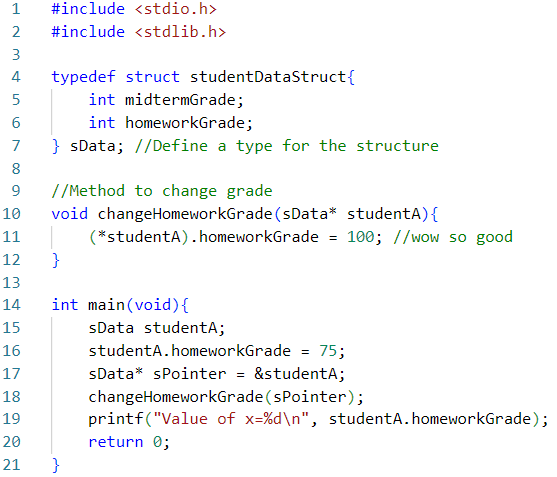 1 #include <stdio.h>
2 #include <stdlib.h>
3
4 typedef struct studentDataStruct{
5     int midtermGrade;
6     int homeworkGrade;
7 } sData; //Define a type for the structure
8
9 //Method to change grade
10 void changeHomeworkGrade(sData* studentA){
11     (*studentA).homeworkGrade = 100; //wow so good
12 }
13
14 int main(void){
15     sData studentA;
16     studentA.homeworkGrade = 75;
17     sData* sPointer = &studentA;
18     changeHomeworkGrade(sPointer);
19     printf("Value of x=%d\n", studentA.homeworkGrade);
20     return 0;
21 }